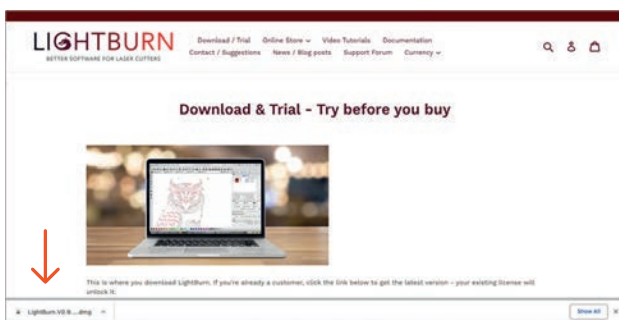 LIGHTBURN
BETTER SOFTWARE FOR LASER CUTTERS
Download / Trial Online Store Video Tutorials Documentation
Contact / Suggestions News / Blog posts Support Forum Currency
Download & Trial - Try before you buy
This is where you download LightBurn. If you're already a customer, click the link below to get the latest version - your existing license will
unlock it.
Show All